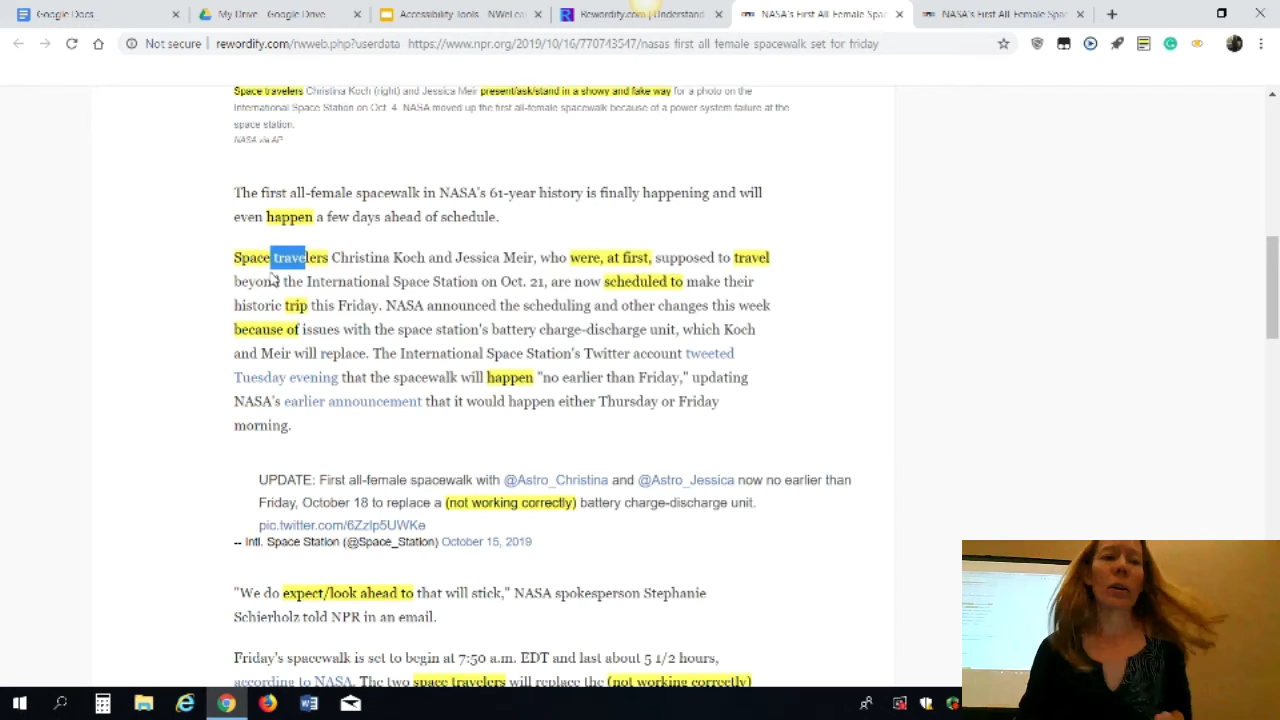 Google Docs
My Drive - Google Drive
Accessibility Tools - NWeLea
Rewordify.com | Understand
NASA's First All-Female Spac
NASA's First All-Female Spac
Not secure | rewordify.com/nwweb.php?userdata https://www.npr.org/2019/10/16/770743547/nasas first all female spacewalk set for friday
Space travelers Christina Koch (right) and Jessica Meir present/ask/stand in a showy and fake way for a photo on the
International Space Station on Oct. 4. NASA moved up the first all-female spacewalk because of a power system failure at the
space station.
NASA via AP
The first all-female spacewalk in NASA's 61-year history is finally happening and will
even happen a few days ahead of schedule.
Space travelers Christina Koch and Jessica Meir, who were, at first, supposed to travel
beyond the International Space Station on Oct. 21, are now scheduled to make their
historic trip this Friday. NASA announced the scheduling and other changes this week
because of issues with the space station's battery charge-discharge unit, which Koch
and Meir will replace. The International Space Station's Twitter account tweeted
Tuesday evening that the spacewalk will happen "no earlier than Friday," updating
NASA's earlier announcement that it would happen either Thursday or Friday
morning.
UPDATE: First all-female spacewalk with @Astro_Christina and @Astro_Jessica now no earlier than
Friday, October 18 to replace a (not working correctly) battery charge-discharge unit.
pic.twitter.com/6ZzIp5UWKe
-- Intl. Space Station (@Space_Station) October 15, 2019
"We do expect/look ahead to that will stick," NASA spokesperson Stephanie
Schierholz told NPR in an email.
Friday's spacewalk is set to begin at 7:50 a.m. EDT and last about 5 1/2 hours,
according to NASA. The two space travelers will replace the (not working correctly)